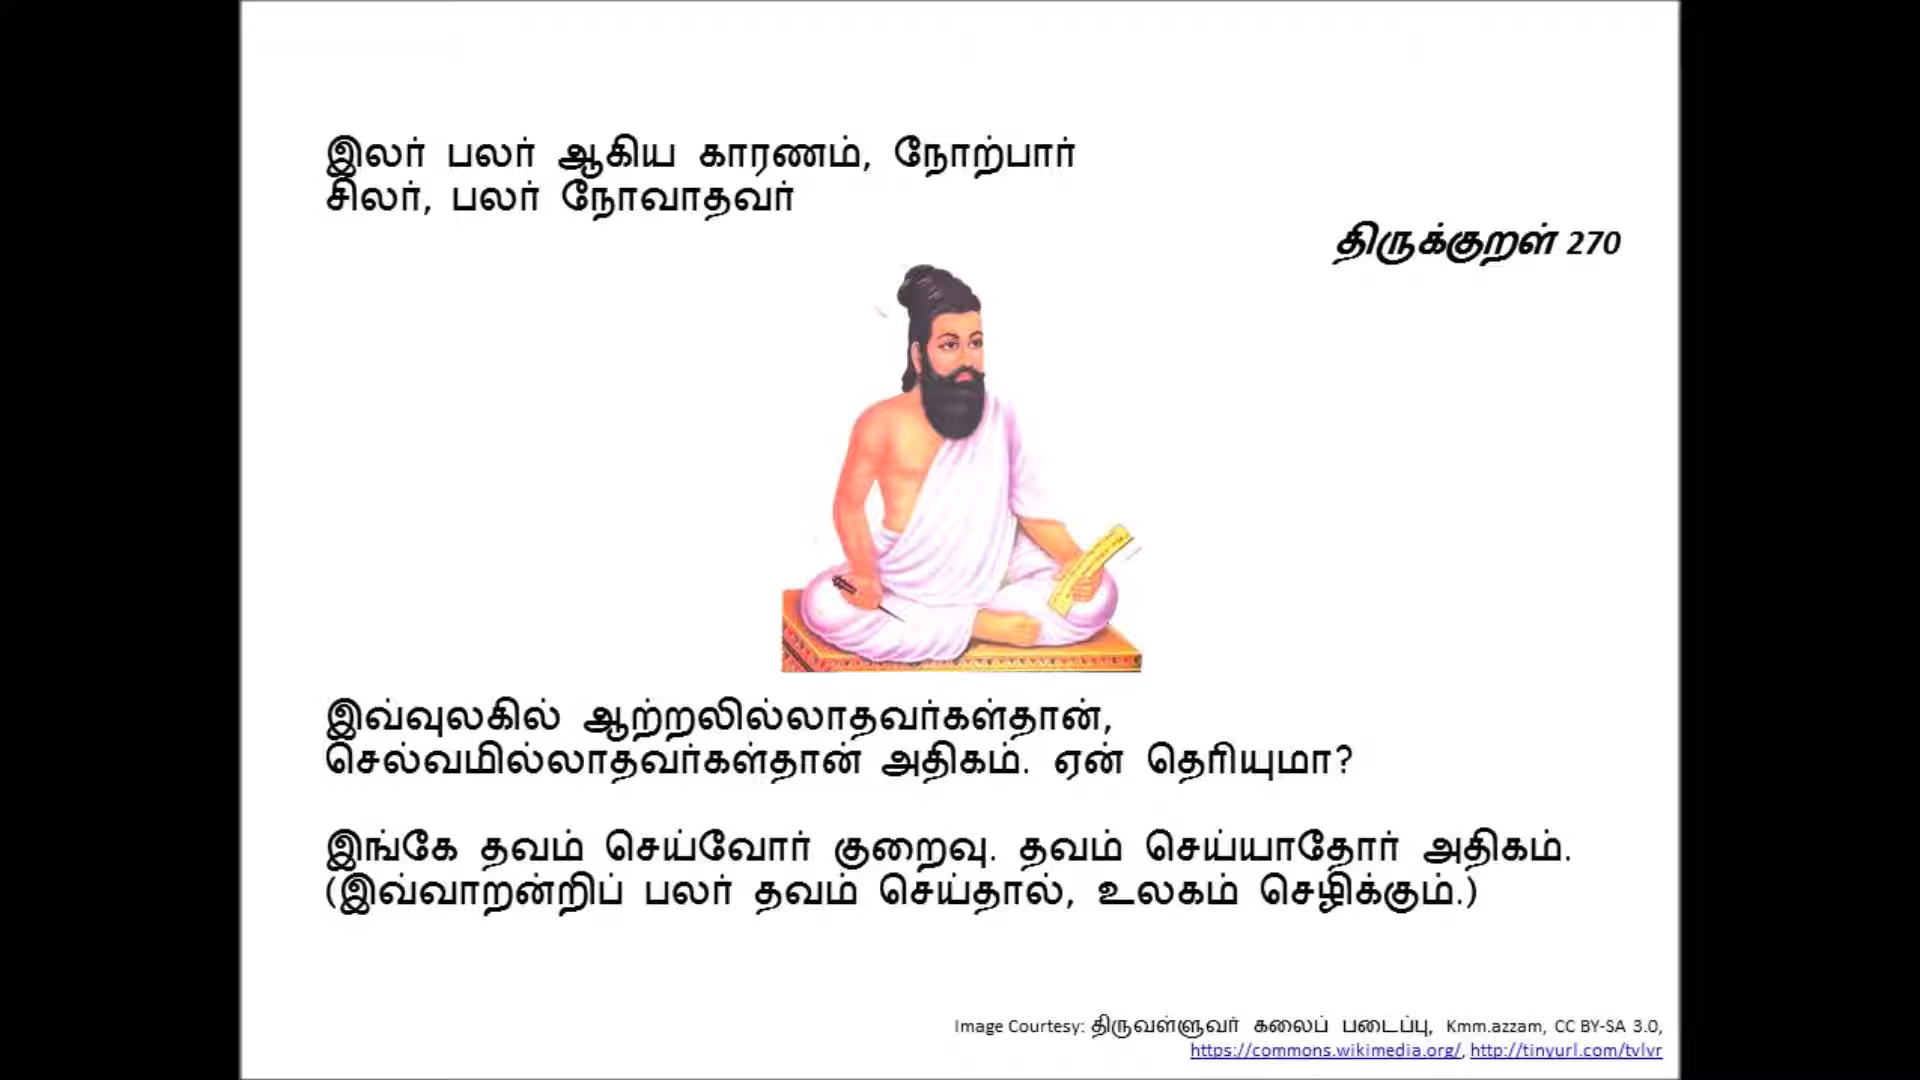 இலர் பலர் ஆகிய காரணம், நோற்பார்
சிலர், பலர் நோவாதவர்
திருக்குறள் 270
இவ்வுலகில் ஆற்றலில்லாதவர்கள்தான்,
செல்வமில்லாதவர்கள்தான் அதிகம். ஏன் தெரியுமா?
இங்கே தவம் செய்வோர் குறைவு. தவம் செய்யாதோர் அதிகம்.
(இவ்வாறன்றிப் பலர் தவம் செய்தால், உலகம் செழிக்கும்.)
Image Courtesy: திருவள்ளுவர் கலைப் படைப்பு, Kmm.azzam, CC BY-SA 3.0,
https://commons.wikimedia.org/, http://tinyurl.com/tvlvr